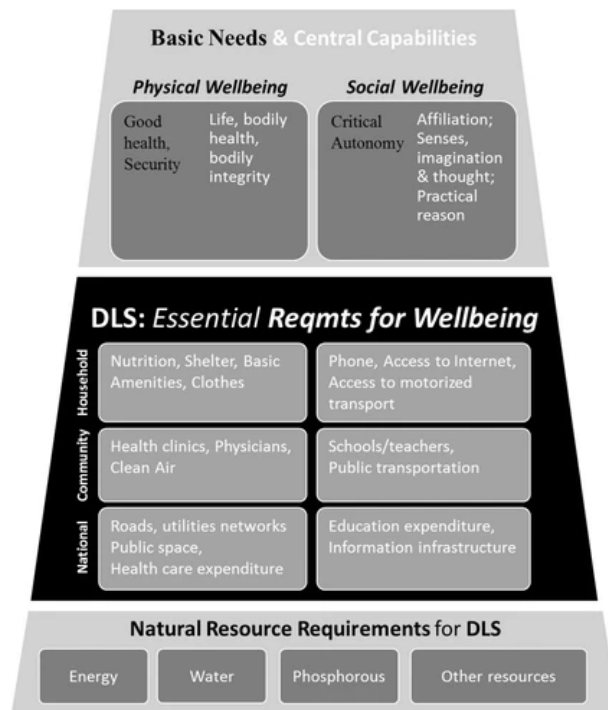 Basic Needs & Central Capabilities
Physical Wellbeing
Social Wellbeing
Good
health,
Security
Life, bodily
health,
bodily
integrity
Critical
Autonomy
Affiliation;
Senses,
imagination
& thought;
Practical
reason
DLS: Essential Reqmts for Wellbeing
Household
Nutrition, Shelter, Basic
Amenities, Clothes
Phone, Access to Internet,
Access to motorized
transport
Community
Health clinics, Physicians,
Clean Air
Schools/teachers,
Public transportation
National
Roads, utilities networks
Public space,
Health care expenditure
Education expenditure,
Information infrastructure
Natural Resource Requirements for DLS
Energy
Water
Phosphorous
Other resources